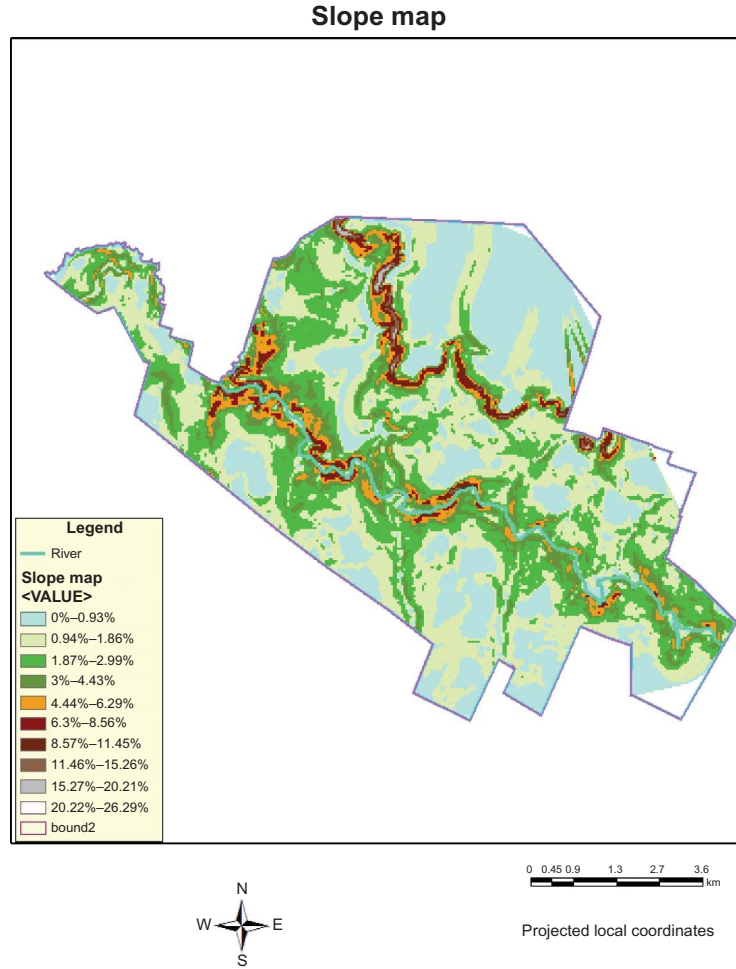 Slope map
Legend
River
Slope map
<VALUE>
0%–0.93%
0.94%–1.86%
1.87%–2.99%
3%–4.43%
4.44%–6.29%
6.3%–8.56%
8.57%–11.45%
11.46%–15.26%
15.27%–20.21%
20.22%–26.29%
bound2
0 0.45 0.9 1.3 2.7 3.6
km
N
W E
S
Projected local coordinates